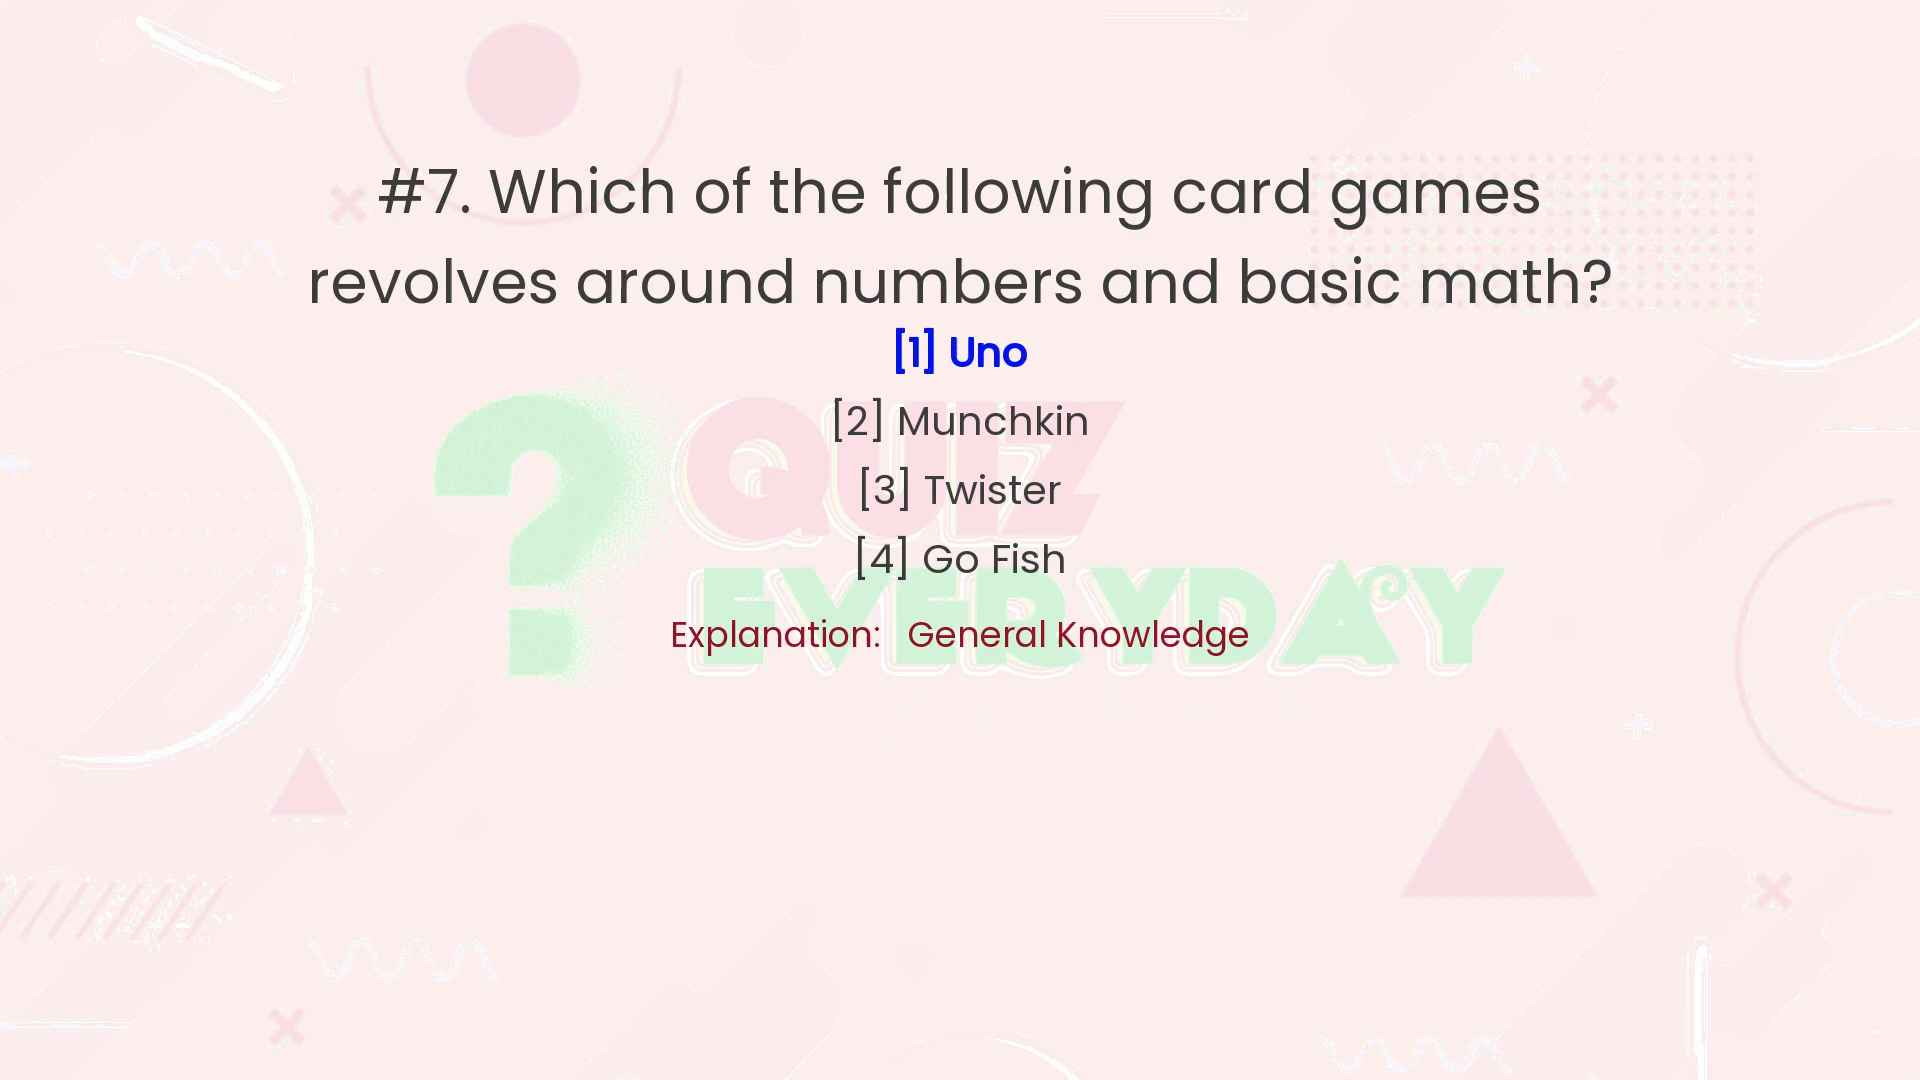 #7. Which of the following card games
revolves around numbers and basic math?
[1] Uno
[2] Munchkin
[3] Twister
[4] Go Fish
Explanation: General Knowledge
? QUIZ
EVERYDAY